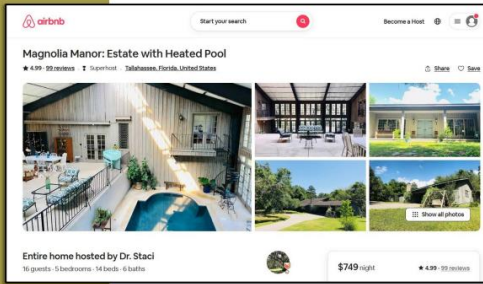 airbnb
Start your search
Become a Host
Magnolia Manor: Estate with Heated Pool
★ 4.99 · 99 reviews · Superhost · Tallahassee, Florida, United States
Share Save
Show all photos
Entire home hosted by Dr. Staci
16 guests · 5 bedrooms · 14 beds · 6 baths
$749 night
★ 4.99 · 99 reviews